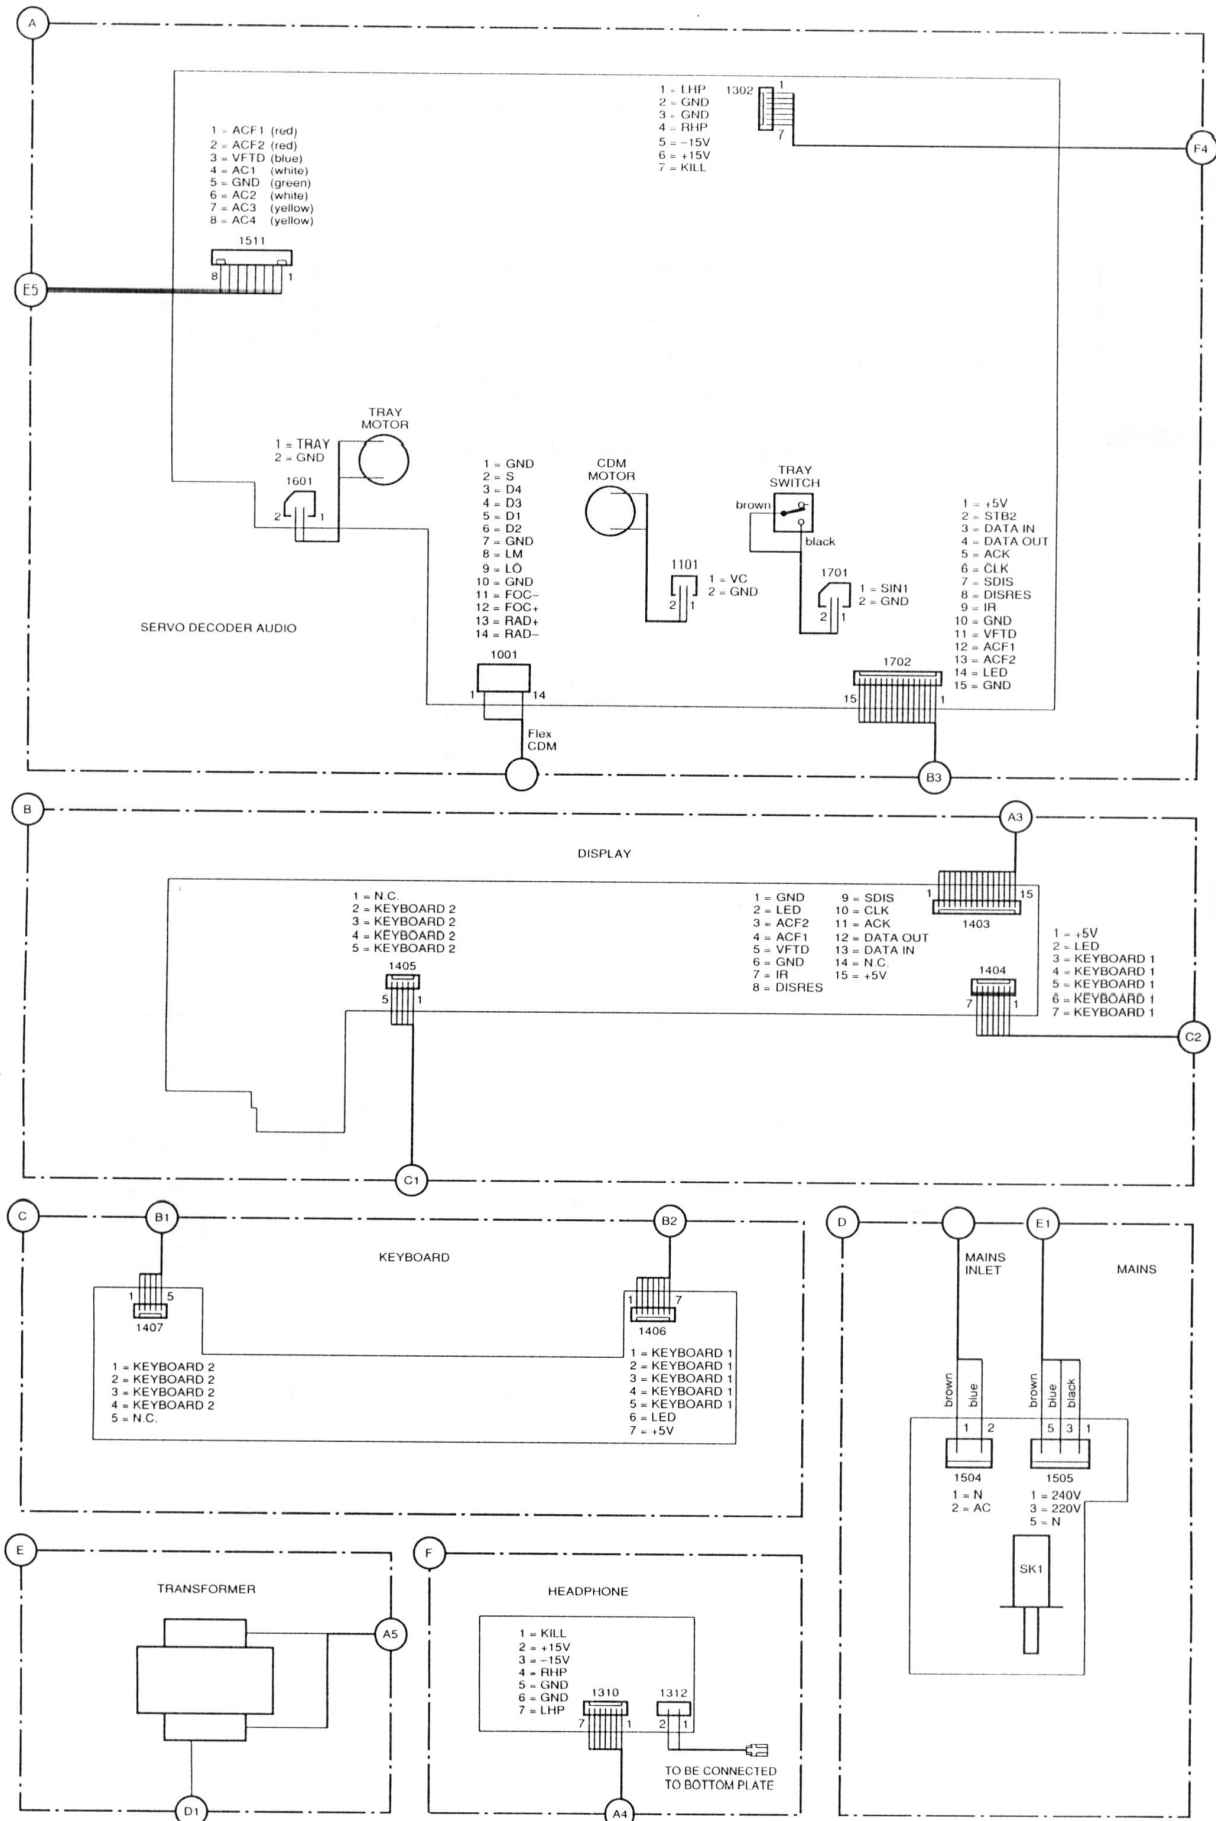 A
1 = LHP
2 = GND
3 = GND
4 = RHP
5 = -15V
6 = +15V
7 = KILL
1302
1
7
F4
1 = ACF1 (red)
2 = ACF2 (red)
3 = VFTD (blue)
4 = AC1 (white)
5 = GND (green)
6 = AC2 (white)
7 = AC3 (yellow)
8 = AC4 (yellow)
1511
8 1
E5
TRAY
MOTOR
1 = TRAY
2 = GND
1601
2 1
1 = GND
2 = S
3 = D4
4 = D3
5 = D1
6 = D2
7 = GND
8 = LM
9 = LO
10 = GND
11 = FOC-
12 = FOC+
13 = RAD+
14 = RAD-
1001
1 14
Flex
CDM
CDM
MOTOR
1101
1 = VC
2 = GND
2 1
TRAY
SWITCH
brown
black
1701
1 = SIN1
2 = GND
2 1
1 = +5V
2 = STB2
3 = DATA IN
4 = DATA OUT
5 = ACK
6 = CLK
7 = SDIS
8 = DISRES
9 = IR
10 = GND
11 = VFTD
12 = ACF1
13 = ACF2
14 = LED
15 = GND
1702
15 1
B3
SERVO DECODER AUDIO
B
A3
DISPLAY
1 = N.C.
2 = KEYBOARD 2
3 = KEYBOARD 2
4 = KEYBOARD 2
5 = KEYBOARD 2
1405
5 1
1 = GND
2 = LED
3 = ACF2
4 = ACF1
5 = VFTD
6 = GND
7 = IR
8 = DISRES
9 = SDIS
10 = CLK
11 = ACK
12 = DATA OUT
13 = DATA IN
14 = N.C.
15 = +5V
1 15
1403
1404
7 1
1 = +5V
2 = LED
3 = KEYBOARD 1
4 = KEYBOARD 1
5 = KEYBOARD 1
6 = KEYBOARD 1
7 = KEYBOARD 1
C2
C1
C
B1
B2
KEYBOARD
1 5
1407
1 = KEYBOARD 2
2 = KEYBOARD 2
3 = KEYBOARD 2
4 = KEYBOARD 2
5 = N.C.
1 7
1406
1 = KEYBOARD 1
2 = KEYBOARD 1
3 = KEYBOARD 1
4 = KEYBOARD 1
5 = KEYBOARD 1
6 = LED
7 = +5V
D
E1
MAINS
INLET
MAINS
brown
blue
brown
blue
black
1 2
5 3 1
1504
1505
1 = N
2 = AC
1 = 240V
3 = 220V
5 = N
SK1
E
TRANSFORMER
A5
D1
F
HEADPHONE
1 = KILL
2 = +15V
3 = -15V
4 = RHP
5 = GND
6 = GND
7 = LHP
1310
7 1
1312
2 1
TO BE CONNECTED
TO BOTTOM PLATE
A4